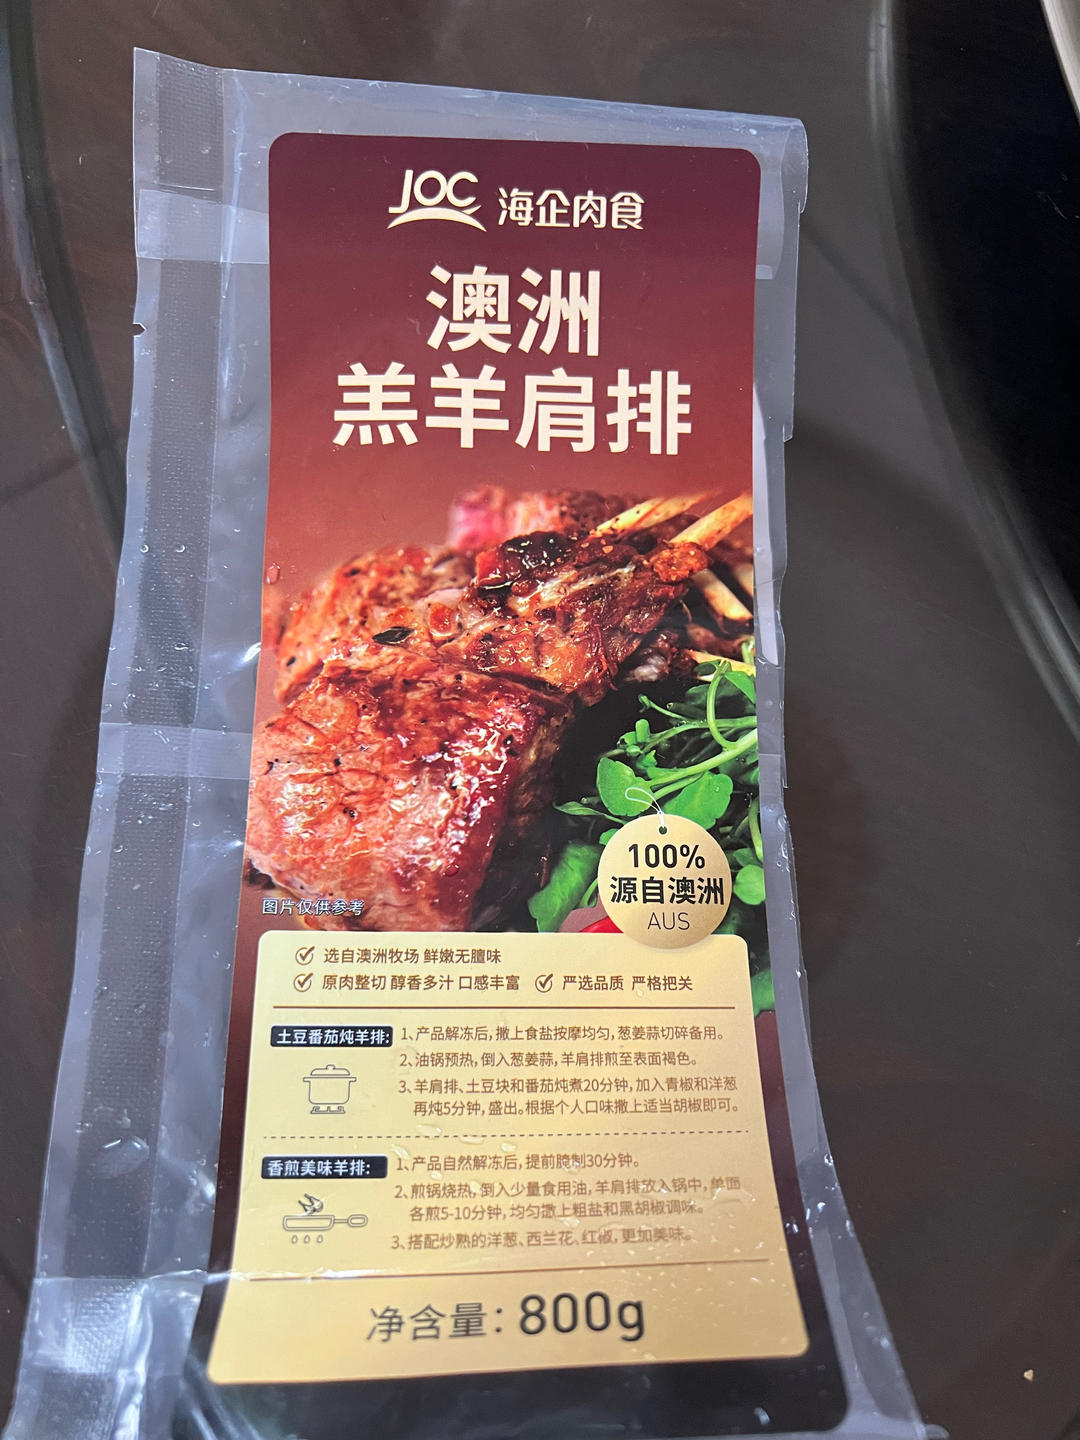 JOC 海企肉食
澳洲
羔羊肩排
100%
源自澳洲
AUS
图片仅供参考
选自澳洲牧场 鲜嫩无膻味
原肉整切 醇香多汁 口感丰富 严选品质 严格把关
土豆番茄炖羊排: 1、产品解冻后,撒上食盐按摩均匀,葱姜蒜切碎备用。
2、油锅预热,倒入葱姜蒜,羊肩排煎至表面褐色。
3、羊肩排、土豆块和番茄炖煮20分钟,加入青椒和洋葱
再炖5分钟,盛出。根据个人口味撒上适当胡椒即可。
香煎美味羊排: 1、产品自然解冻后,提前腌制30分钟。
2、煎锅烧热,倒入少量食用油,羊肩排放入锅中,单面
各煎5-10分钟,均匀撒上粗盐和黑胡椒调味。
3、搭配炒熟的洋葱、西兰花、红椒,更加美味。
净含量: 800g